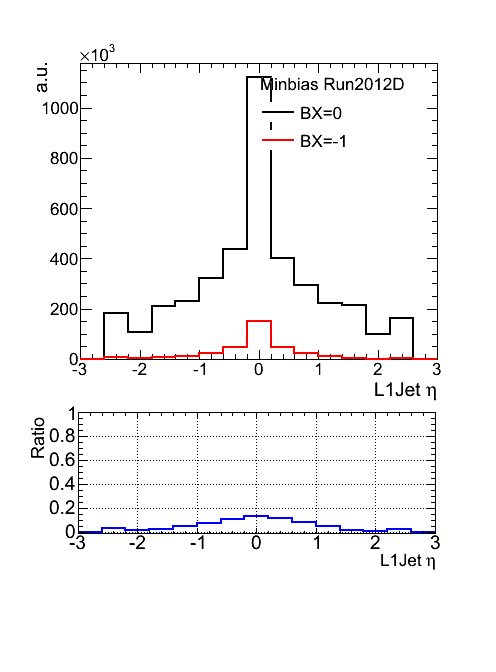 ×10³
a.u.
Minbias Run2012D
BX=0
BX=-1
1000
800
600
400
200
0
-3 -2 -1 0 1 2 3
L1Jet η
Ratio
1
0.8
0.6
0.4
0.2
0
-3 -2 -1 0 1 2 3
L1Jet η